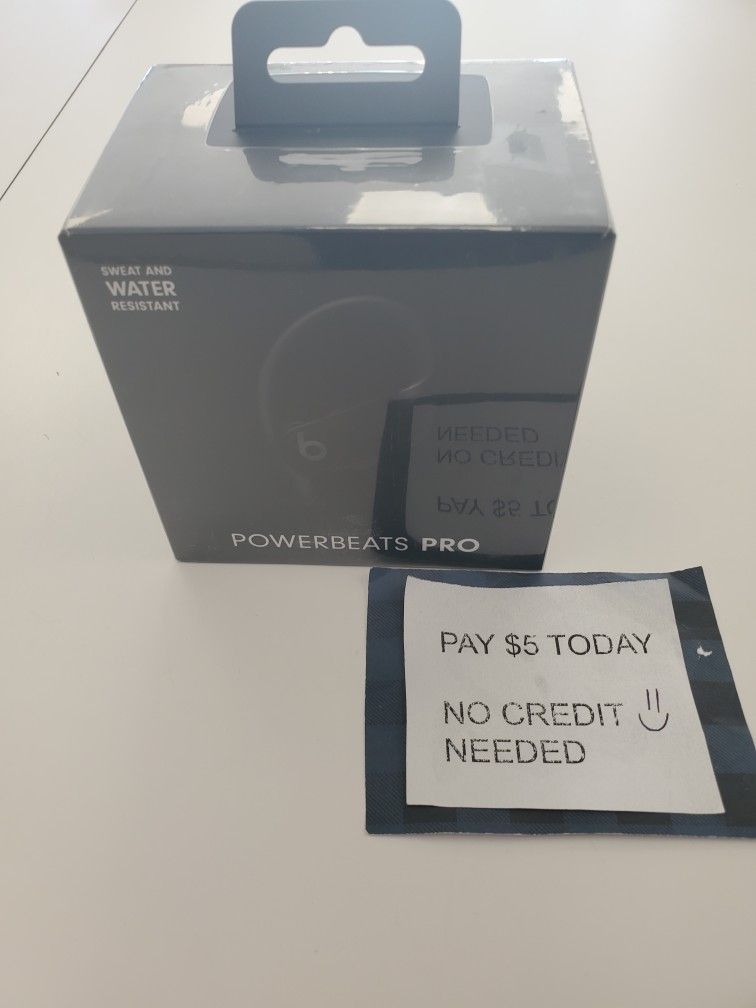 SWEAT AND
WATER
RESISTANT
POWERBEATS PRO
PAY $5 TODAY
NO CREDIT
NEEDED